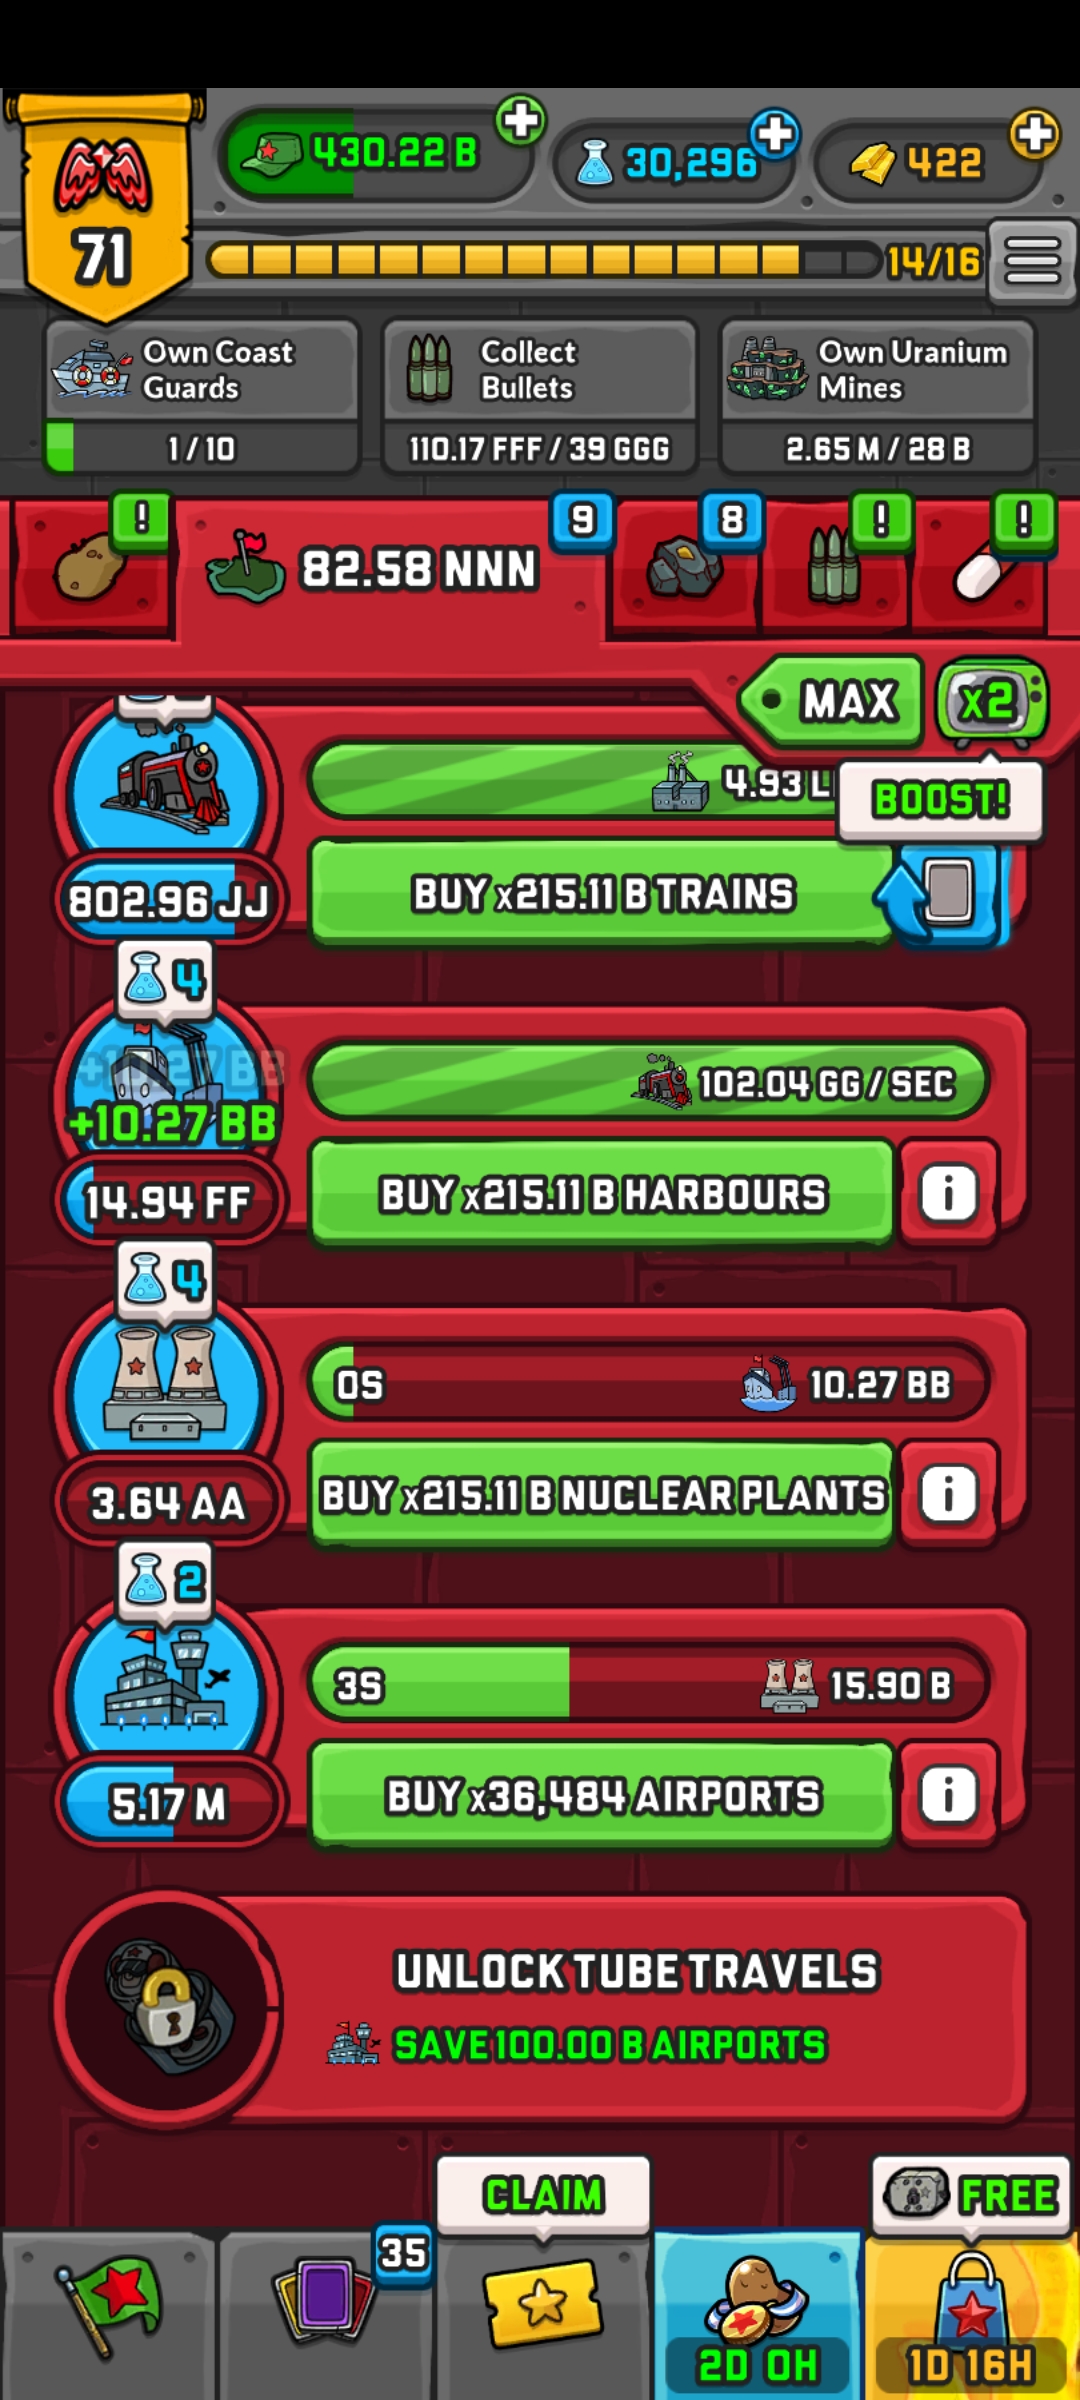 71
430.22 B
30,296
422
14/16
Own Coast
Guards
1/10
Collect
Bullets
110.17 FFF / 39 GGG
Own Uranium
Mines
2.65 M / 28 B
!
82.58 NNN
9
8
!
!
MAX
x2
BOOST!
4.93
802.96 JJ
BUY x215.11 B TRAINS
4
+10.27 BB
+10.27 BB
14.94 FF
102.04 GG / SEC
BUY x215.11 B HARBOURS
i
4
3.64 AA
0S
10.27 BB
BUY x215.11 B NUCLEAR PLANTS
i
2
5.17 M
3S
15.90 B
BUY x36,484 AIRPORTS
i
UNLOCK TUBE TRAVELS
SAVE 100.00 B AIRPORTS
CLAIM
FREE
35
2D 0H
1D 16H